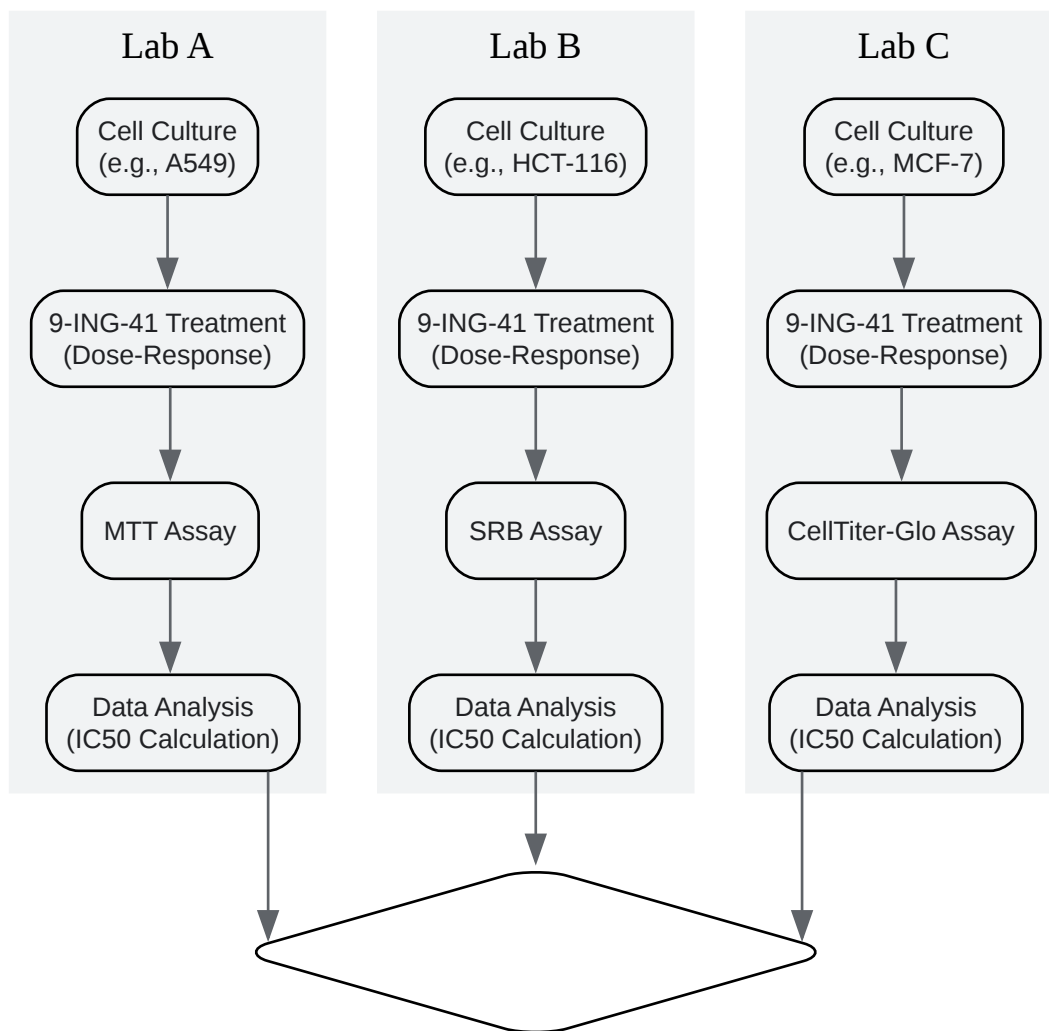 Lab A
Cell Culture
(e.g., A549)
9-ING-41 Treatment
(Dose-Response)
MTT Assay
Data Analysis
(IC50 Calculation)
Lab B
Cell Culture
(e.g., HCT-116)
9-ING-41 Treatment
(Dose-Response)
SRB Assay
Data Analysis
(IC50 Calculation)
Lab C
Cell Culture
(e.g., MCF-7)
9-ING-41 Treatment
(Dose-Response)
CellTiter-Glo Assay
Data Analysis
(IC50 Calculation)